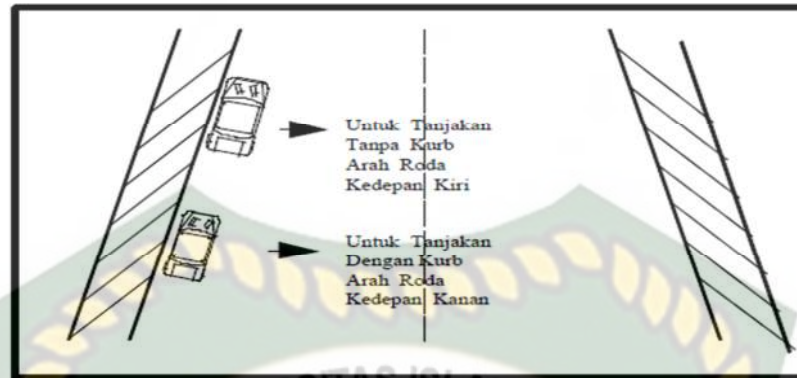 Untuk Tanjakan
Tanpa Kurb
Arah Roda
Kedepan Kiri
Untuk Tanjakan
Dengan Kurb
Arah Roda
Kedepan Kanan